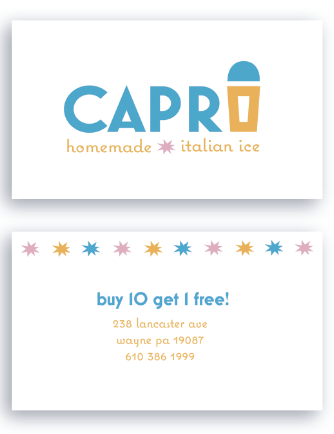 CAPRI
homemade italian ice
buy 10 get 1 free!
238 lancaster ave
wayne pa 19087
610 386 1999